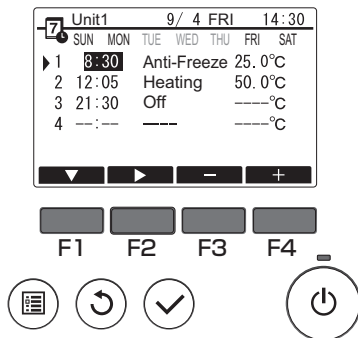 7 Unit1 9/ 4 FRI 14:30
SUN MON TUE WED THU FRI SAT
1 8:30 Anti-Freeze 25.0°C
2 12:05 Heating 50.0°C
3 21:30 Off ----°C
4 --:-- ---- ----°C
▼ ▶ − +
F1 F2 F3 F4